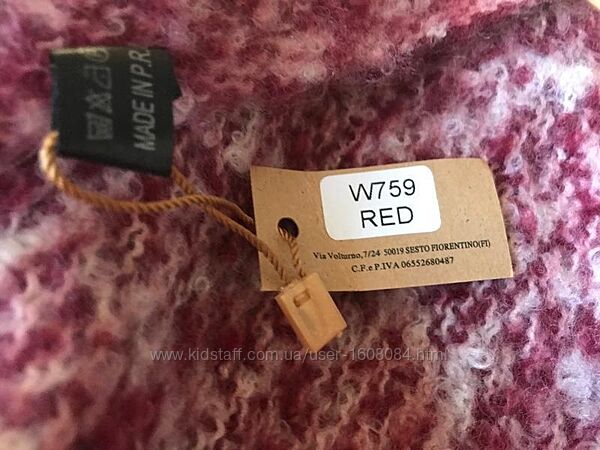 MADE IN P.R.
W759
RED
Via Volturno, 7/24 50019 SESTO FIORENTINO(FI)
C.F. e P.IVA 06552680487
www.kidstaff.com.ua/user-1608084.html